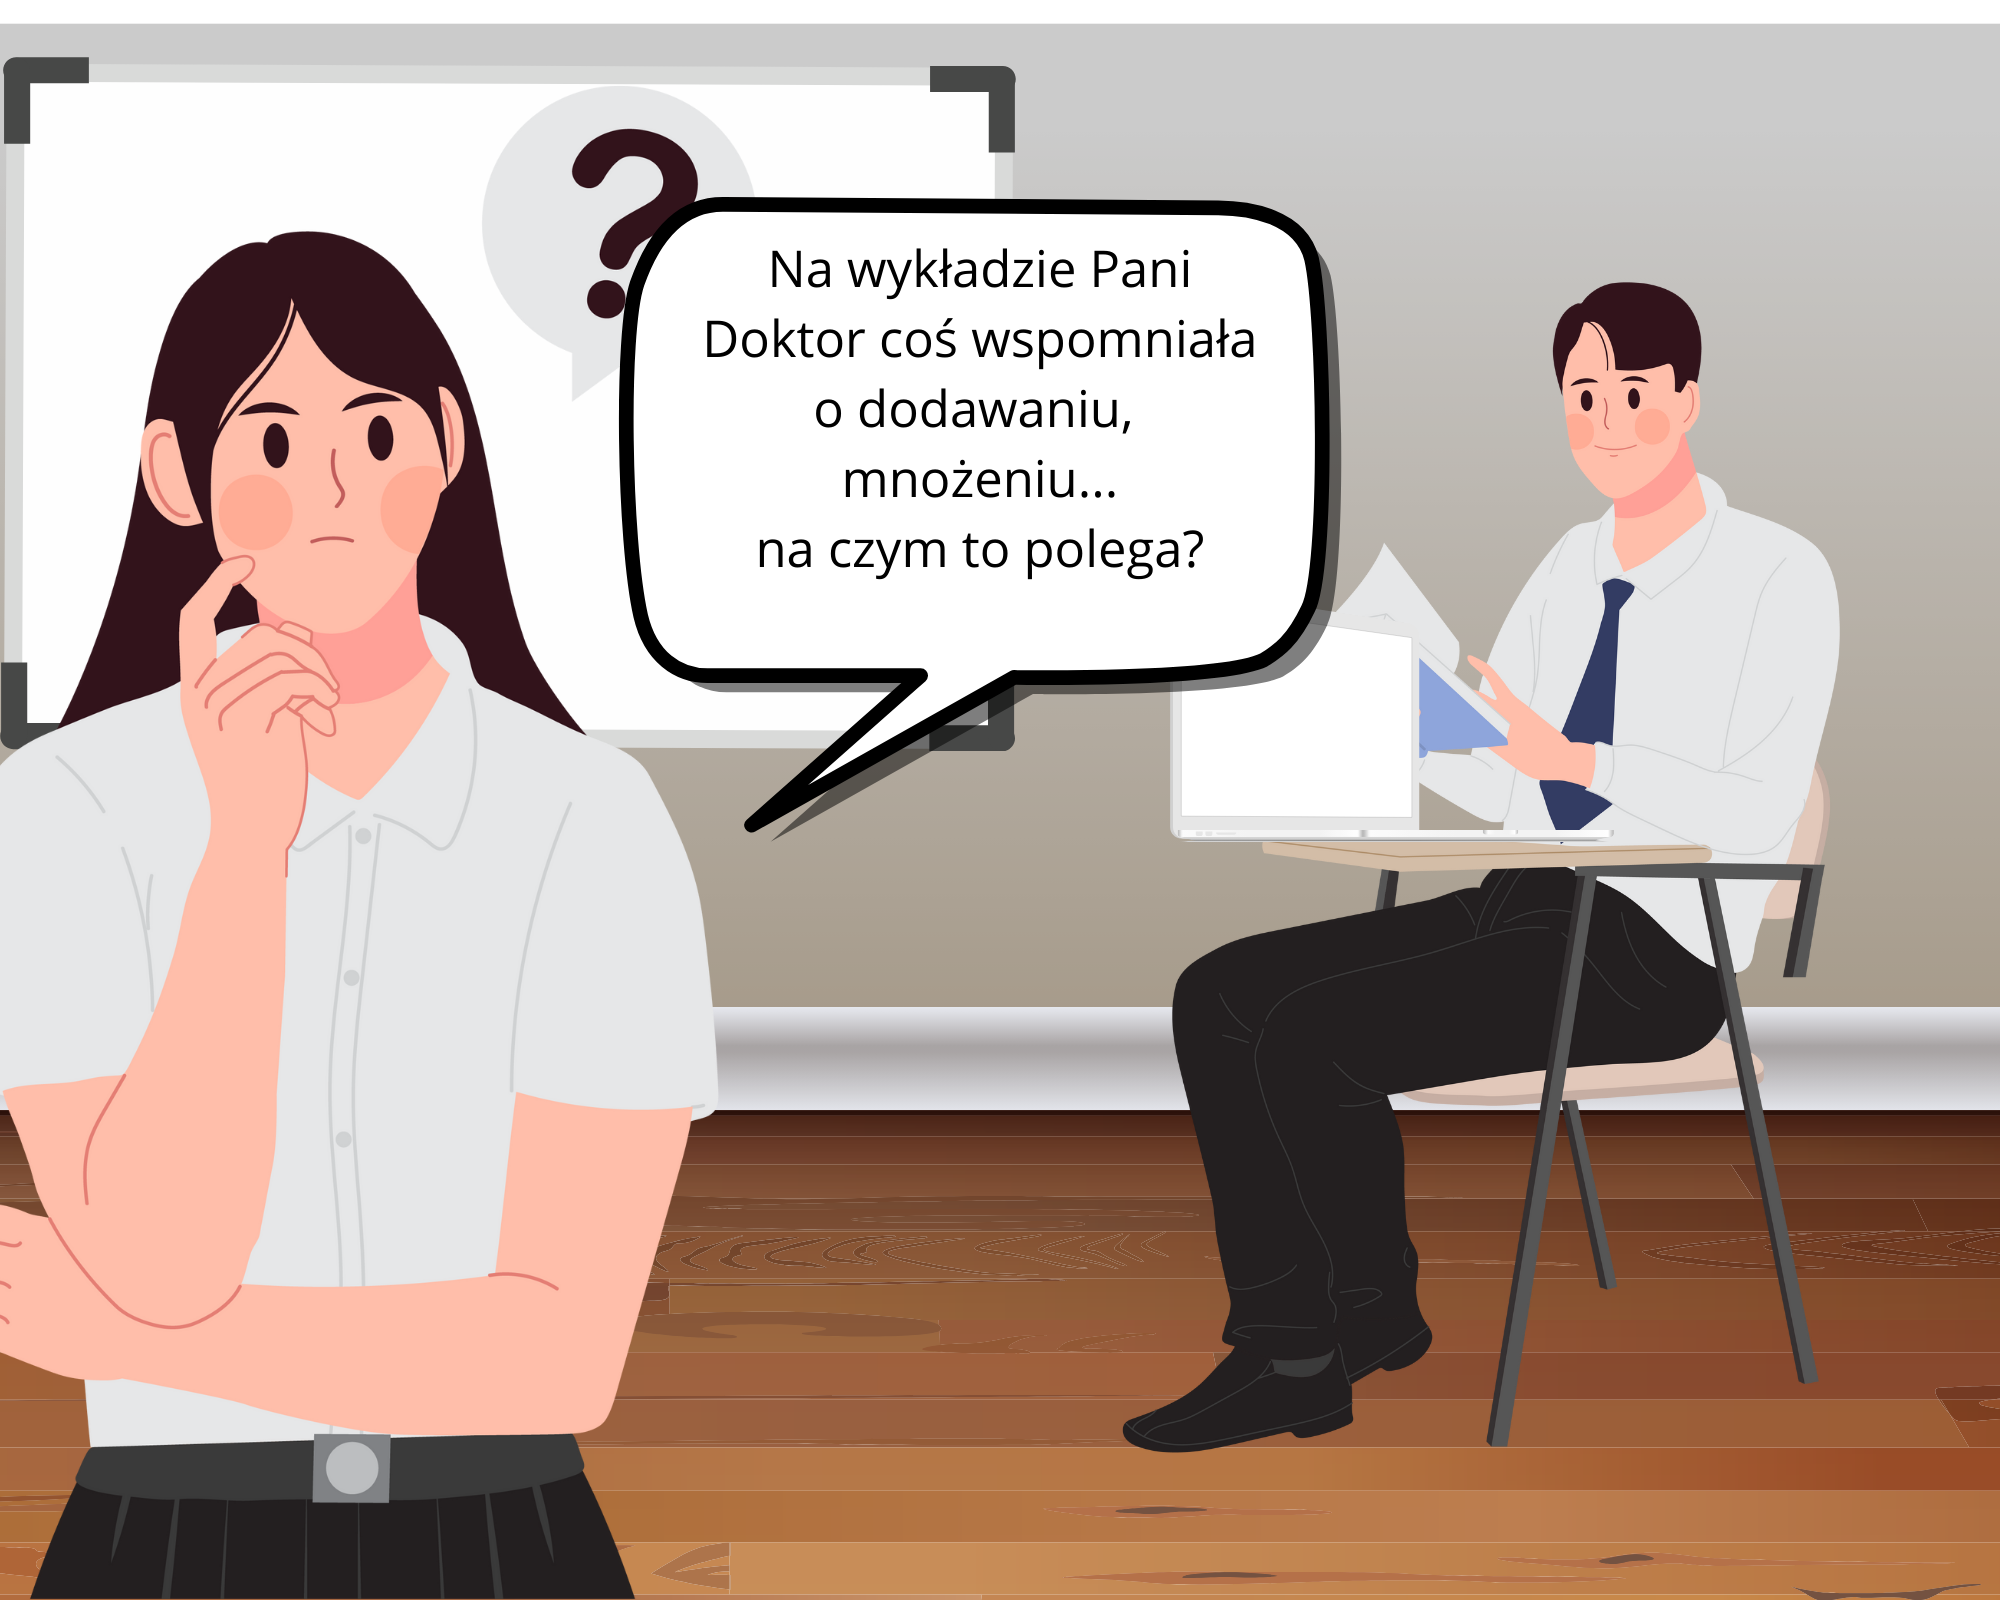 Na wykładzie Pani
Doktor coś wspomniała
o dodawaniu,
mnożeniu...
na czym to polega?
?